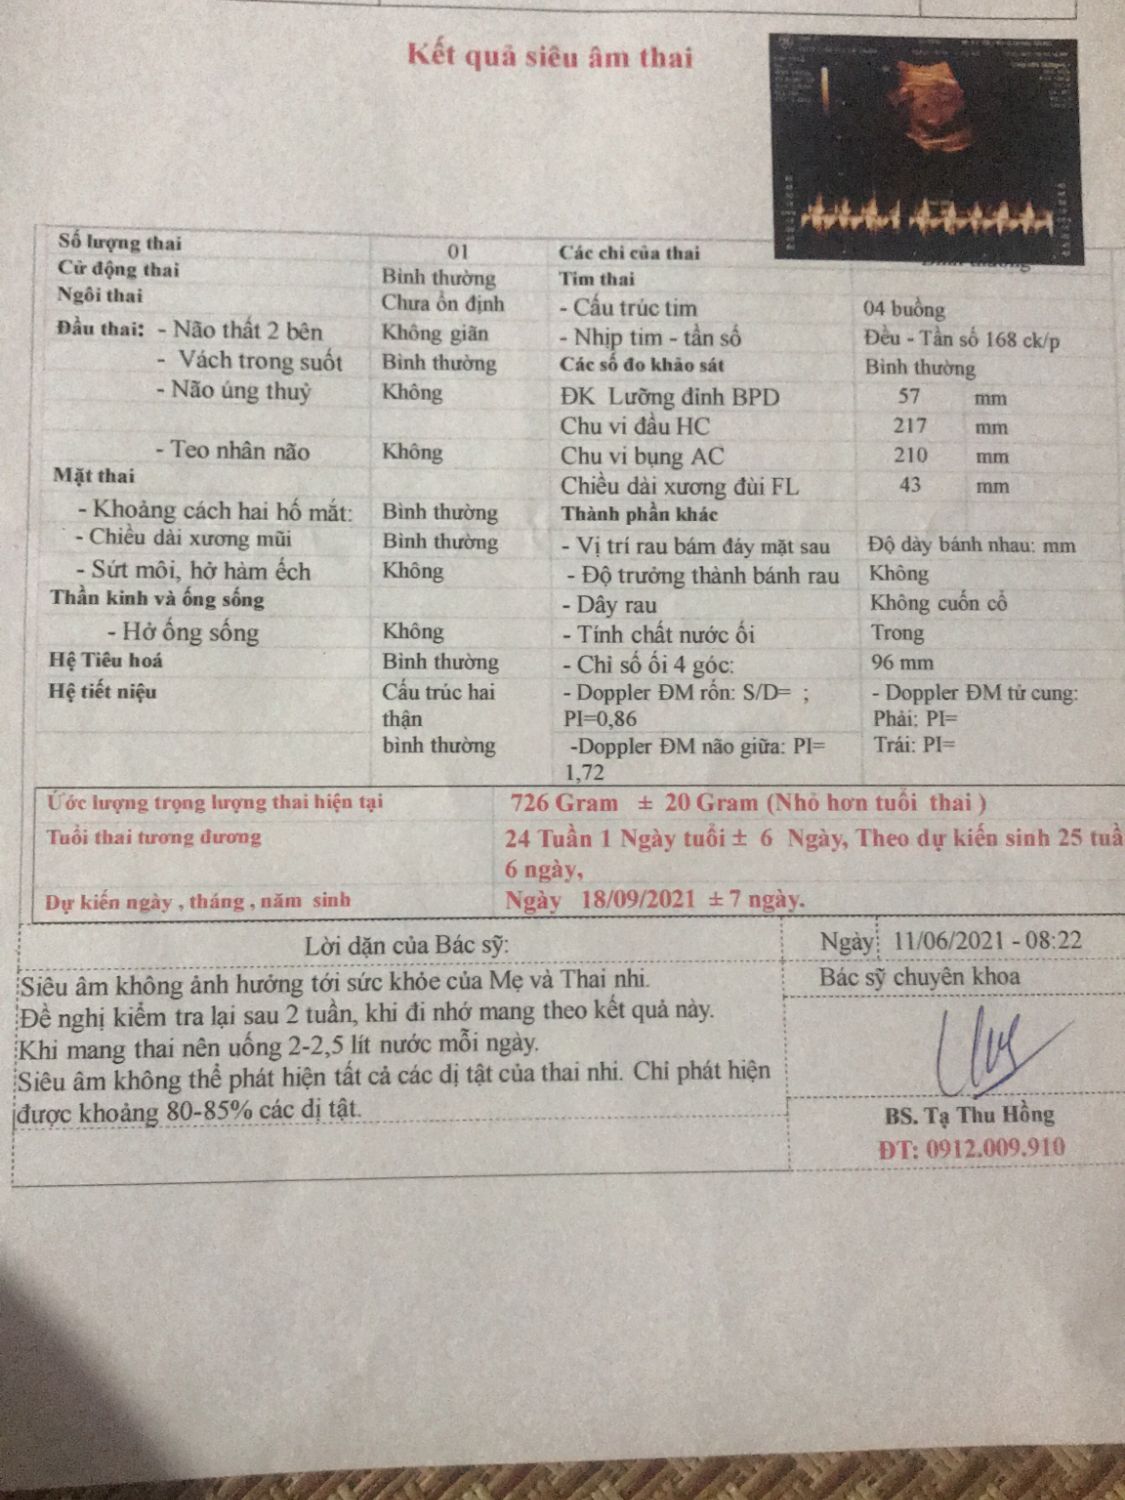 Kết quả siêu âm thai
Số lượng thai 01 Các chi của thai
Cử động thai Bình thường Tim thai
Ngôi thai Chưa ổn định - Cấu trúc tim 04 buồng
Đầu thai: - Não thất 2 bên Không giãn - Nhịp tim - tần số Đều - Tần số 168 ck/p
- Vách trong suốt Bình thường Các số đo khảo sát Bình thường
- Não úng thuỷ Không ĐK Lưỡng đỉnh BPD 57 mm
Chu vi đầu HC 217 mm
- Teo nhân não Không Chu vi bụng AC 210 mm
Mặt thai Chiều dài xương đùi FL 43 mm
- Khoảng cách hai hố mắt: Bình thường Thành phần khác
- Chiều dài xương mũi Bình thường - Vị trí rau bám đáy mặt sau Độ dày bánh nhau: mm
- Sứt môi, hở hàm ếch Không - Độ trưởng thành bánh rau Không
Thần kinh và ống sống - Dây rau Không cuốn cổ
- Hở ống sống Không - Tính chất nước ối Trong
Hệ Tiêu hoá Bình thường - Chỉ số ối 4 góc: 96 mm
Hệ tiết niệu Cấu trúc hai - Doppler ĐM rốn: S/D= ; - Doppler ĐM tử cung:
thận PI=0,86 Phải: PI=
bình thường -Doppler ĐM não giữa: PI= Trái: PI=
1,72
Ước lượng trọng lượng thai hiện tại 726 Gram ± 20 Gram (Nhỏ hơn tuổi thai )
Tuổi thai tương đương 24 Tuần 1 Ngày tuổi ± 6 Ngày, Theo dự kiến sinh 25
6 ngày,
Dự kiến ngày , tháng , năm sinh Ngày 18/09/2021 ± 7 ngày.
Lời dặn của Bác sỹ: Ngày: 11/06/2021 - 08:22
Siêu âm không ảnh hưởng tới sức khỏe của Mẹ và Thai nhi. Bác sỹ chuyên khoa
Đề nghị kiểm tra lại sau 2 tuần, khi đi nhớ mang theo kết quả này.
Khi mang thai nên uống 2-2,5 lít nước mỗi ngày.
Siêu âm không thể phát hiện tất cả các dị tật của thai nhi. Chỉ phát hiện
được khoảng 80-85% các dị tật.
BS. Tạ Thu Hồng
ĐT: 0912.009.910